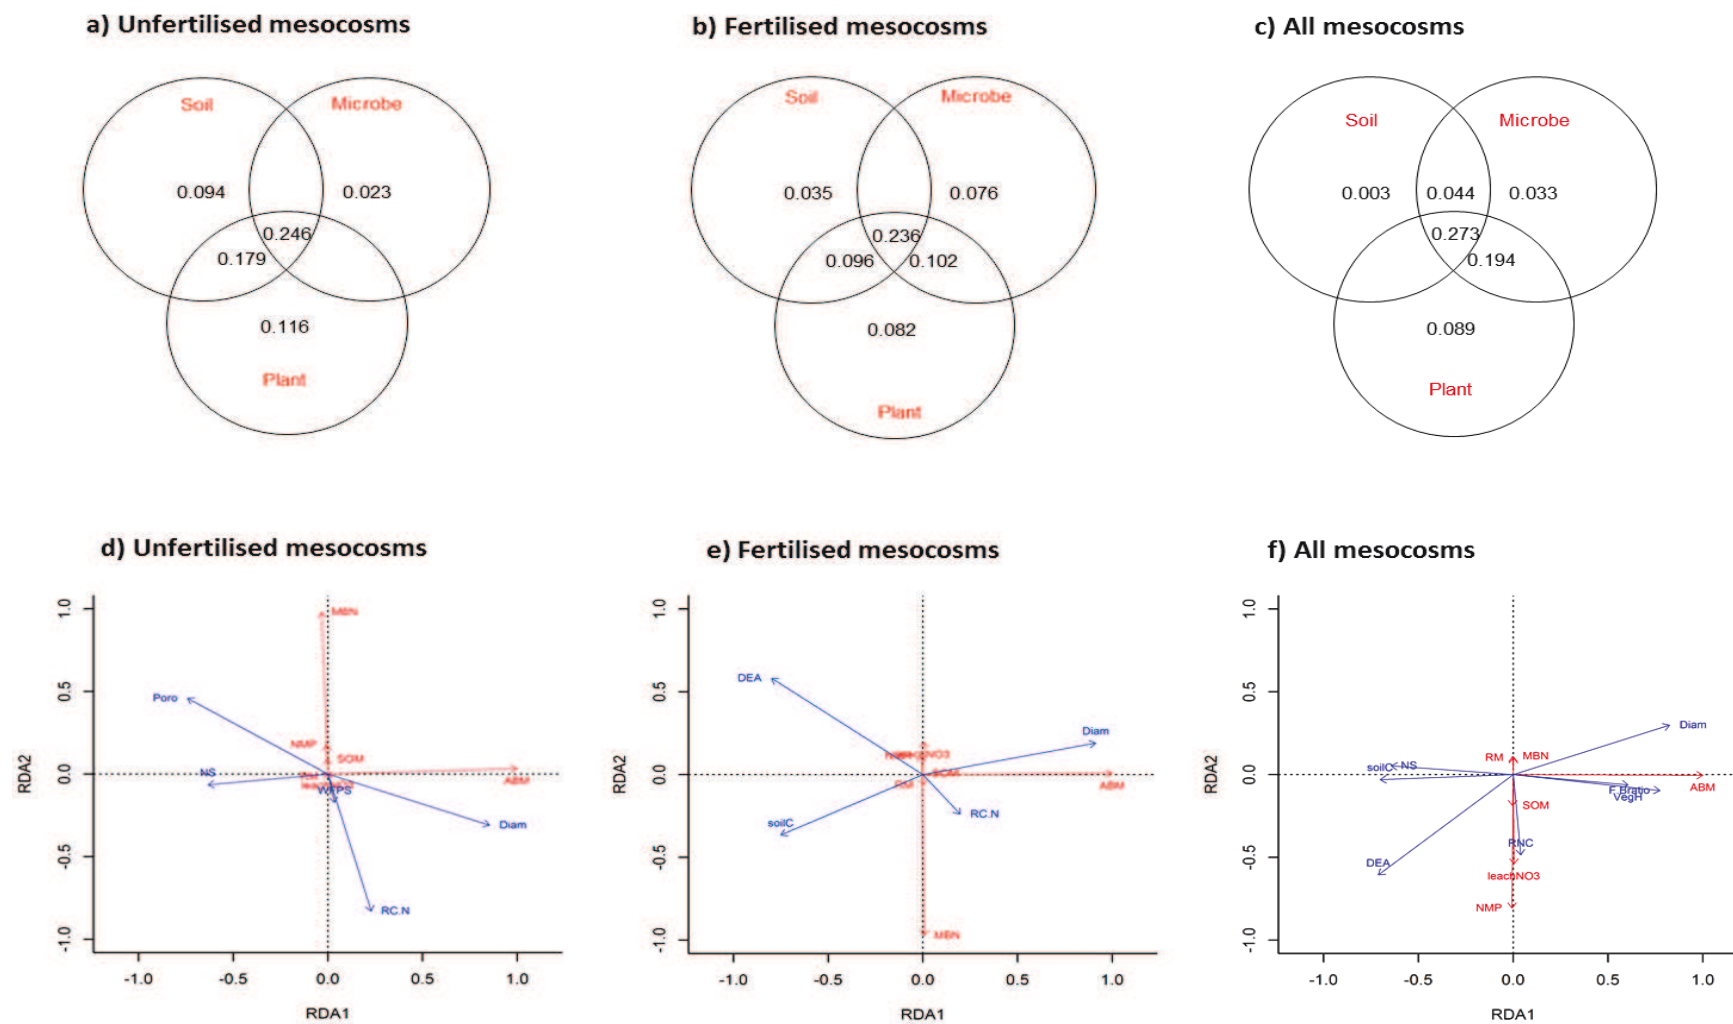 a) Unfertilised mesocosms
b) Fertilised mesocosms
c) All mesocosms
Soil
Microbe
0.094
0.023
0.246
0.179
0.116
Plant
Soil
Microbe
0.035
0.076
0.236
0.096
0.102
0.082
Plant
Soil
Microbe
0.003
0.044
0.033
0.273
0.194
0.089
Plant
d) Unfertilised mesocosms
e) Fertilised mesocosms
f) All mesocosms
RDA2
1.0
0.5
0.0
-0.5
-1.0
MBN
Poro
NMP
SOM
NS
ABM
WFPS
Diam
RC.N
-1.0
-0.5
0.0
0.5
1.0
RDA1
RDA2
1.0
0.5
0.0
-0.5
-1.0
DEA
Diam
SOM
RM
ABM
soilC
RC.N
MBN
-1.0
-0.5
0.0
0.5
1.0
RDA1
RDA2
1.0
0.5
0.0
-0.5
-1.0
Diam
RM
MBN
soilC
NS
F.Bratio
VegH
ABM
SOM
RNC
DEA
leachNO3
NMP
-1.0
-0.5
0.0
0.5
1.0
RDA1